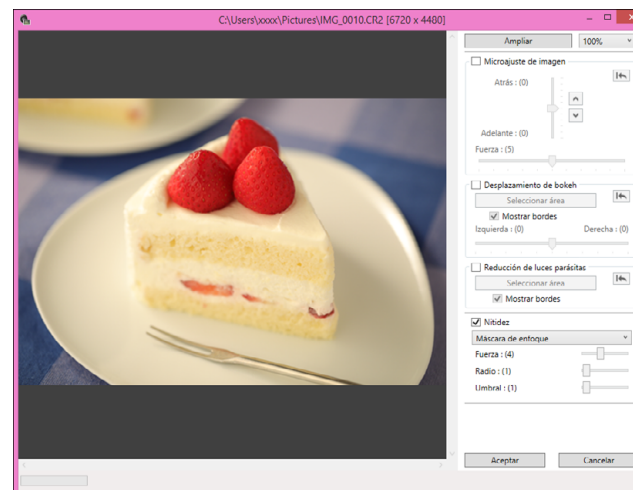 C:\Users\xxxx\Pictures\IMG_0010.CR2 [6720 x 4480]
Ampliar 100%
Microajuste de imagen
Atrás : (0)
Adelante : (0)
Fuerza : (5)
Desplazamiento de bokeh
Seleccionar área
Mostrar bordes
Izquierda : (0) Derecha : (0)
Reducción de luces parásitas
Seleccionar área
Mostrar bordes
Nitidez
Máscara de enfoque
Fuerza : (4)
Radio : (1)
Umbral : (1)
Aceptar Cancelar